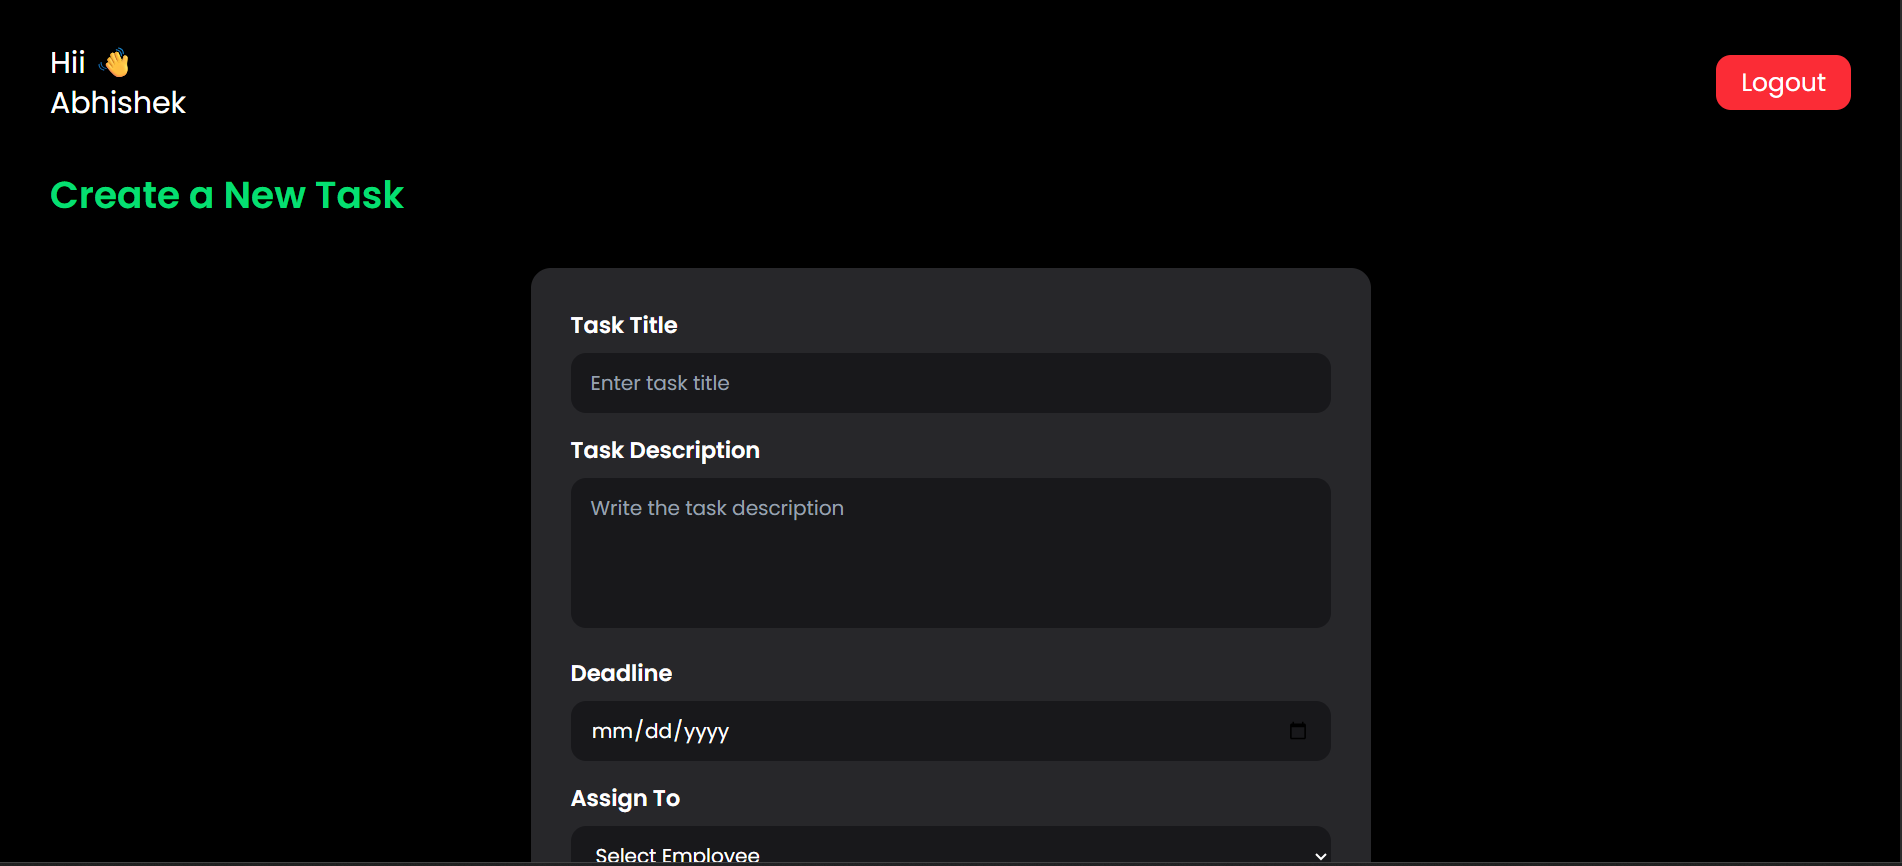 Hii 👋
Abhishek
Logout
Create a New Task
Task Title
Enter task title
Task Description
Write the task description
Deadline
mm/dd/yyyy
Assign To
Select Employee